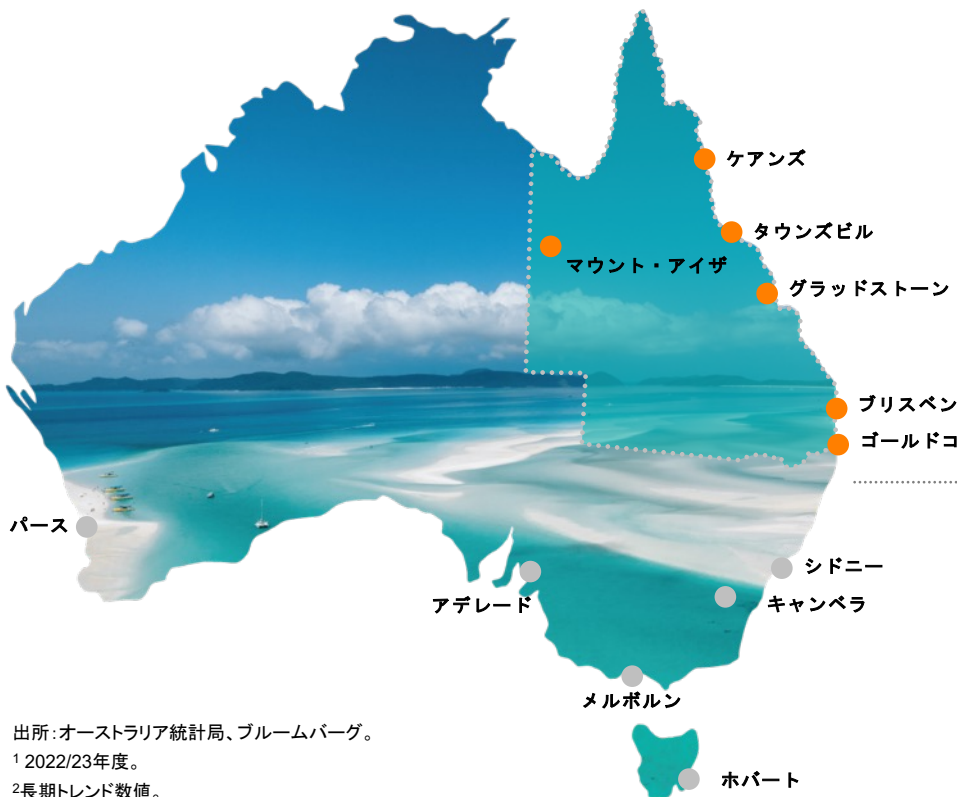 ケアンズ
タウンズビル
マウント・アイザ
グラッドストーン
ブリスベン
ゴールドコ
パース
シドニー
アデレード
キャンベラ
メルボルン
出所:オーストラリア統計局、ブルームバーグ。
¹ 2022/23年度。
²長期トレンド数値。
ホバート